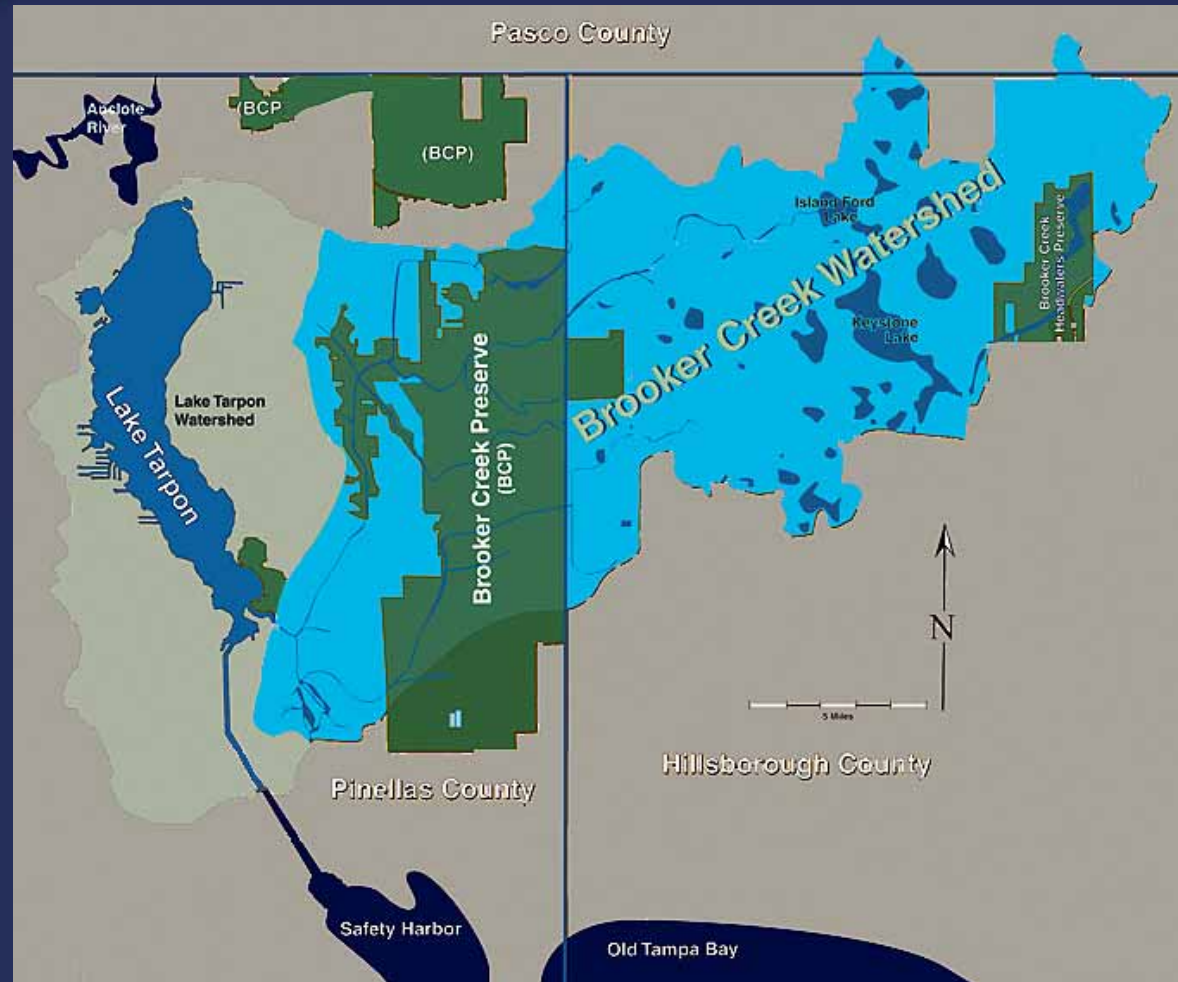 Pasco County
Anclote
River
(BCP
(BCP)
Island Ford
Lake
Brooker Creek Watershed
Brooker Creek
Headwaters Preserve
Keystone
Lake
Lake Tarpon
Lake Tarpon
Watershed
Brooker Creek Preserve
(BCP)
N
5 Miles
Hillsborough County
Pinellas County
Safety Harbor
Old Tampa Bay